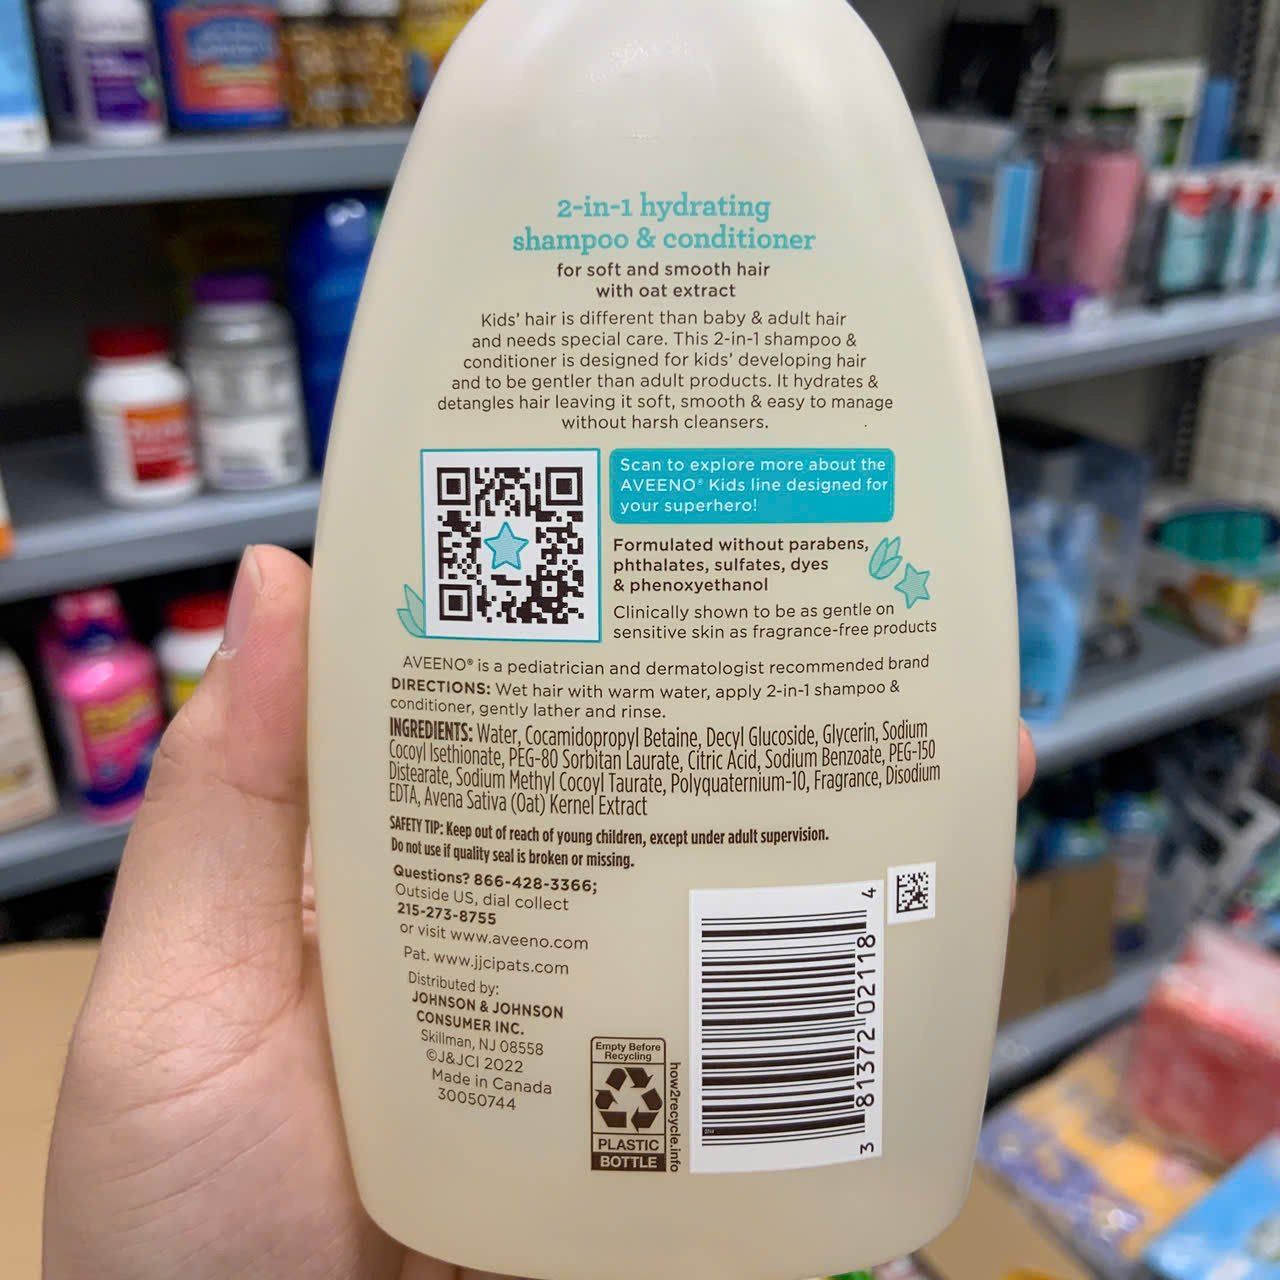 2-in-1 hydrating
shampoo & conditioner
for soft and smooth hair
with oat extract
Kids' hair is different than baby & adult hair
and needs special care. This 2-in-1 shampoo &
conditioner is designed for kids' developing hair
and to be gentler than adult products. It hydrates &
detangles hair leaving it soft, smooth & easy to manage
without harsh cleansers.
Scan to explore more about the
AVEENO® Kids line designed for
your superhero!
Formulated without parabens,
phthalates, sulfates, dyes
& phenoxyethanol
Clinically shown to be as gentle on
sensitive skin as fragrance-free products
AVEENO® is a pediatrician and dermatologist recommended brand
DIRECTIONS: Wet hair with warm water, apply 2-in-1 shampoo &
conditioner, gently lather and rinse.
INGREDIENTS: Water, Cocamidopropyl Betaine, Decyl Glucoside, Glycerin, Sodium
Cocoyl Isethionate, PEG-80 Sorbitan Laurate, Citric Acid, Sodium Benzoate, PEG-150
Distearate, Sodium Methyl Cocoyl Taurate, Polyquaternium-10, Fragrance, Disodium
EDTA, Avena Sativa (Oat) Kernel Extract
SAFETY TIP: Keep out of reach of young children, except under adult supervision.
Do not use if quality seal is broken or missing.
Questions? 866-428-3366;
Outside US, dial collect
215-273-8755
or visit www.aveeno.com
Pat. www.jjcipats.com
Distributed by:
JOHNSON & JOHNSON
CONSUMER INC.
Skillman, NJ 08558
©J&JCI 2022
Made in Canada
30050744
Empty Before
Recycling
PLASTIC
BOTTLE
how2recycle.info
3 81372 02118 4